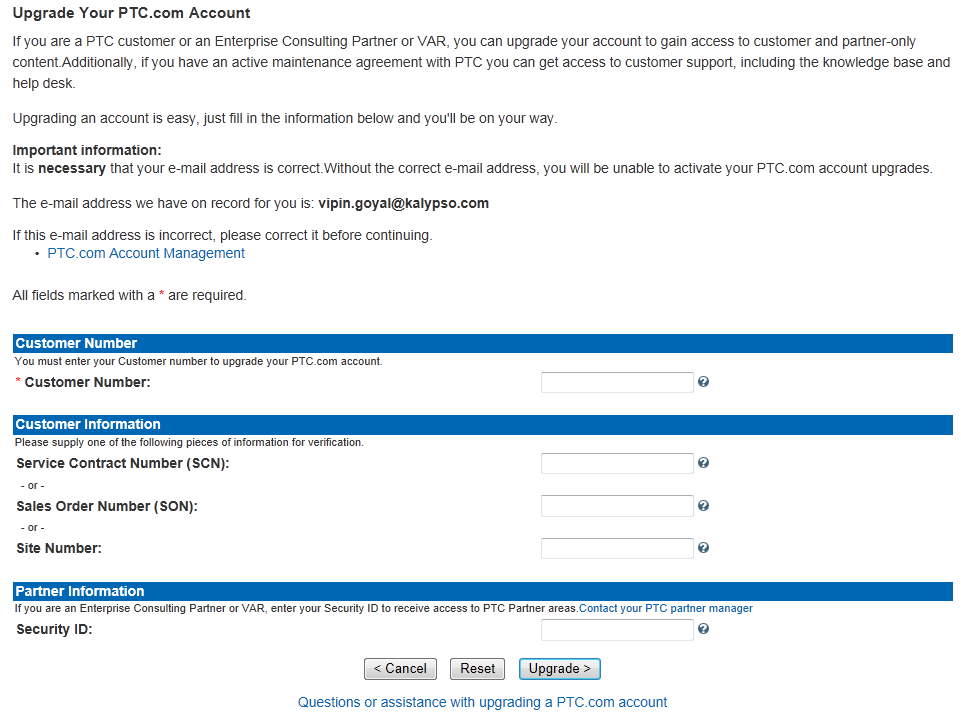 Upgrade Your PTC.com Account
If you are a PTC customer or an Enterprise Consulting Partner or VAR, you can upgrade your account to gain access to customer and partner-only
content.Additionally, if you have an active maintenance agreement with PTC you can get access to customer support, including the knowledge base and
help desk.
Upgrading an account is easy, just fill in the information below and you'll be on your way.
Important information:
It is necessary that your e-mail address is correct.Without the correct e-mail address, you will be unable to activate your PTC.com account upgrades.
The e-mail address we have on record for you is: vipin.goyal@kalypso.com
If this e-mail address is incorrect, please correct it before continuing.
• PTC.com Account Management
All fields marked with a * are required.
Customer Number
You must enter your Customer number to upgrade your PTC.com account.
* Customer Number: ?
Customer Information
Please supply one of the following pieces of information for verification.
Service Contract Number (SCN): ?
- or -
Sales Order Number (SON): ?
- or -
Site Number: ?
Partner Information
If you are an Enterprise Consulting Partner or VAR, enter your Security ID to receive access to PTC Partner areas.Contact your PTC partner manager
Security ID: ?
< Cancel Reset Upgrade >
Questions or assistance with upgrading a PTC.com account